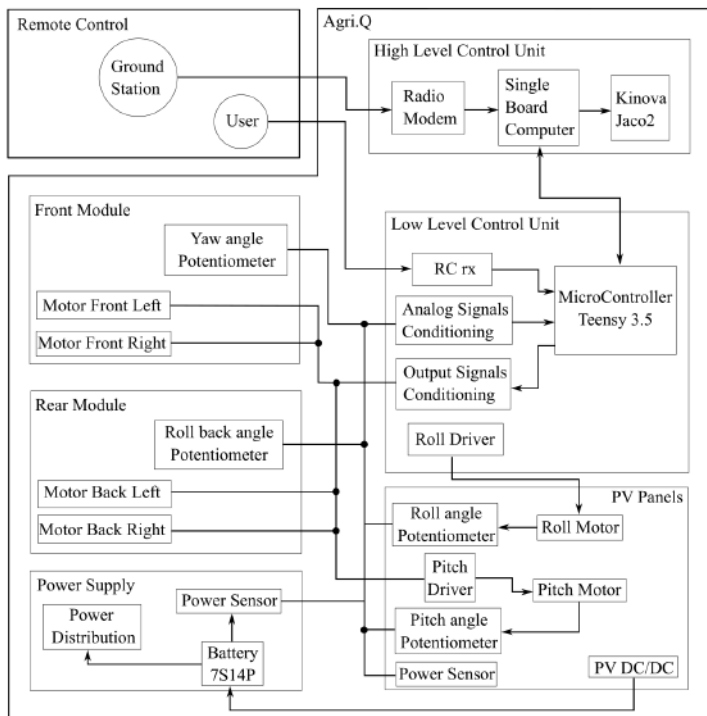 Remote Control
Ground
Station
User
Agri.Q
High Level Control Unit
Radio
Modem
Single
Board
Computer
Kinova
Jaco2
Front Module
Yaw angle
Potentiometer
Motor Front Left
Motor Front Right
Low Level Control Unit
RC rx
Analog Signals
Conditioning
Output Signals
Conditioning
MicroController
Teensy 3.5
Roll Driver
Rear Module
Roll back angle
Potentiometer
Motor Back Left
Motor Back Right
PV Panels
Roll angle
Potentiometer
Roll Motor
Pitch
Driver
Pitch Motor
Pitch angle
Potentiometer
Power Sensor
PV DC/DC
Power Supply
Power
Distribution
Power Sensor
Battery
7S14P